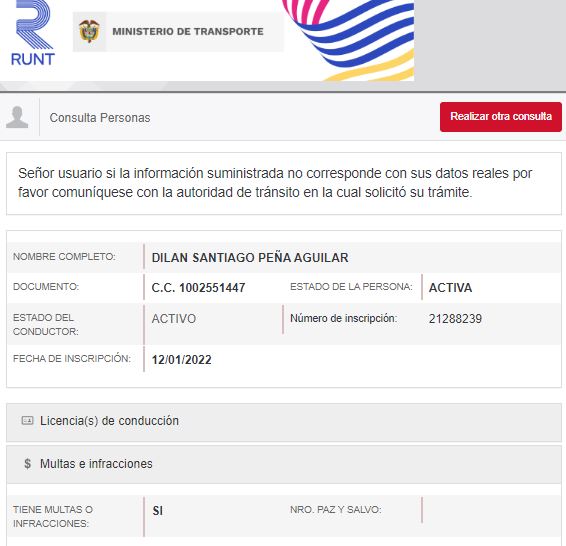 RUNT
MINISTERIO DE TRANSPORTE
Consulta Personas
Realizar otra consulta
Señor usuario si la información suministrada no corresponde con sus datos reales por
favor comuníquese con la autoridad de tránsito en la cual solicitó su trámite.
NOMBRE COMPLETO: DILAN SANTIAGO PEÑA AGUILAR
DOCUMENTO: C.C. 1002551447 ESTADO DE LA PERSONA: ACTIVA
ESTADO DEL
CONDUCTOR: ACTIVO Número de inscripción: 21288239
FECHA DE INSCRIPCIÓN: 12/01/2022
Licencia(s) de conducción
$ Multas e infracciones
TIENE MULTAS O
INFRACCIONES: SI NRO. PAZ Y SALVO: